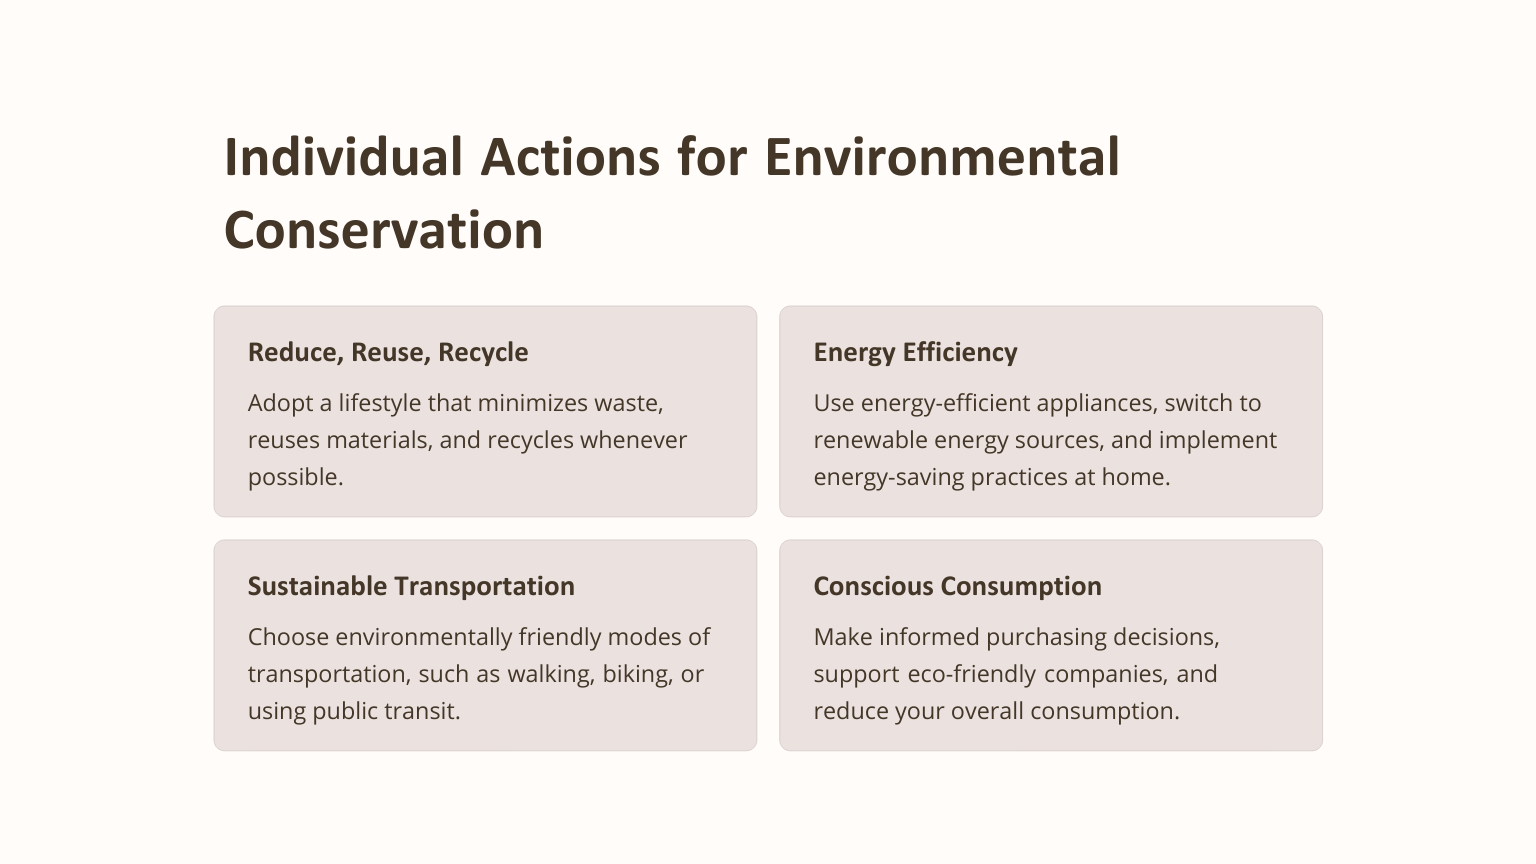 Individual Actions for Environmental
Conservation
Reduce, Reuse, Recycle
Adopt a lifestyle that minimizes waste,
reuses materials, and recycles whenever
possible.
Energy Efficiency
Use energy-efficient appliances, switch to
renewable energy sources, and implement
energy-saving practices at home.
Sustainable Transportation
Choose environmentally friendly modes of
transportation, such as walking, biking, or
using public transit.
Conscious Consumption
Make informed purchasing decisions,
support eco-friendly companies, and
reduce your overall consumption.